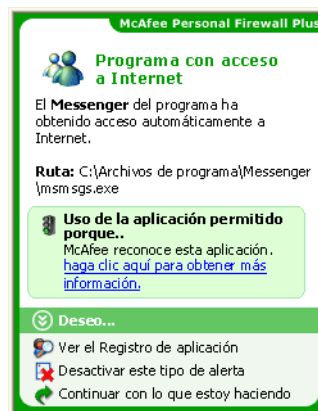 McAfee Personal Firewall Plus
Programa con acceso
a Internet
El Messenger del programa ha
obtenido acceso automáticamente a
Internet.
Ruta: C:\Archivos de programa\Messenger
\msmsgs.exe
Uso de la aplicación permitido
porque..
McAfee reconoce esta aplicación.
haga clic aquí para obtener más
información.
Deseo...
Ver el Registro de aplicación
Desactivar este tipo de alerta
Continuar con lo que estoy haciendo